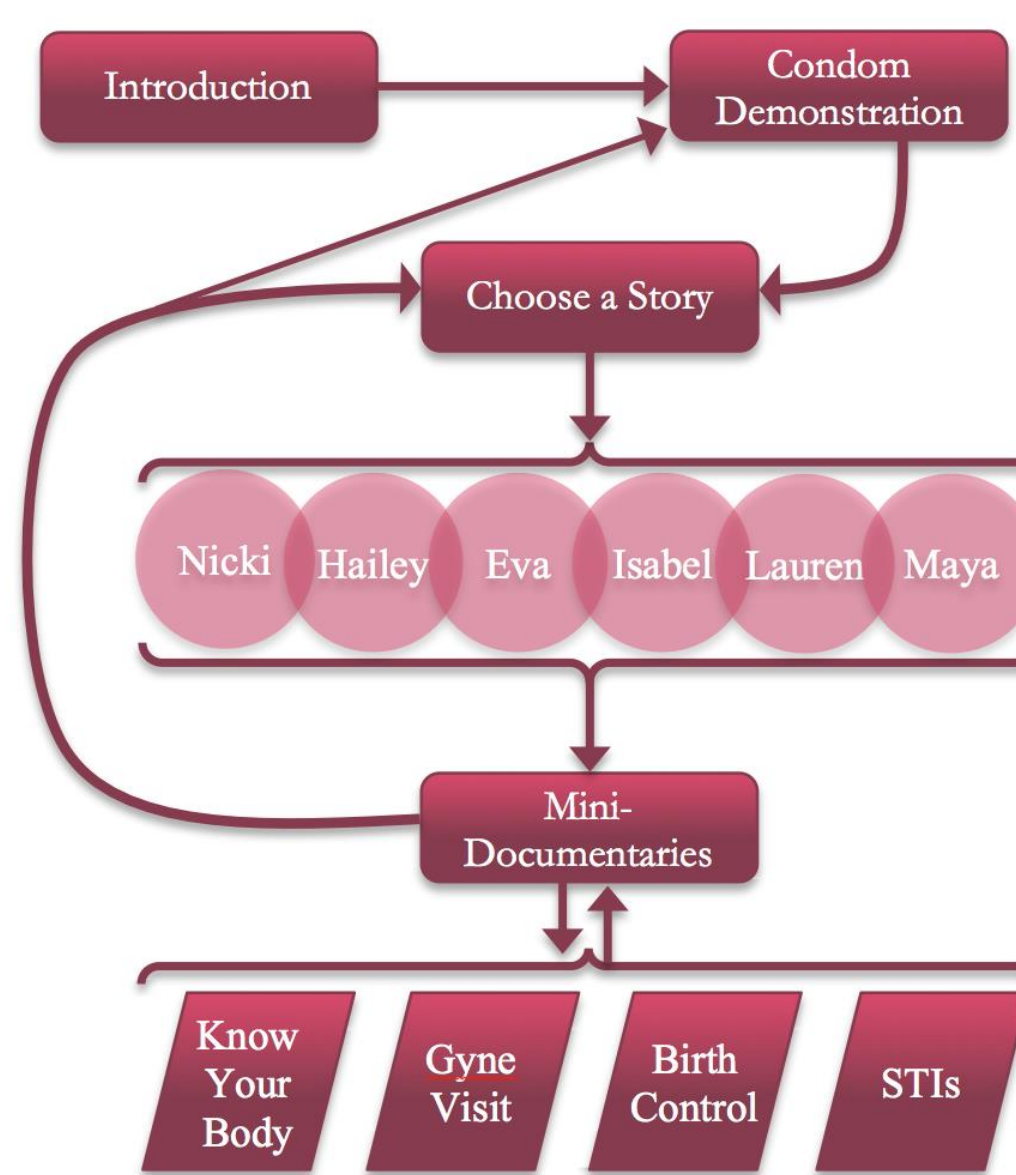 Introduction
Condom
Demonstration
Choose a Story
Nicki
Hailey
Eva
Isabel
Lauren
Maya
Mini-
Documentaries
Know
Your
Body
Gyne
Visit
Birth
Control
STIs